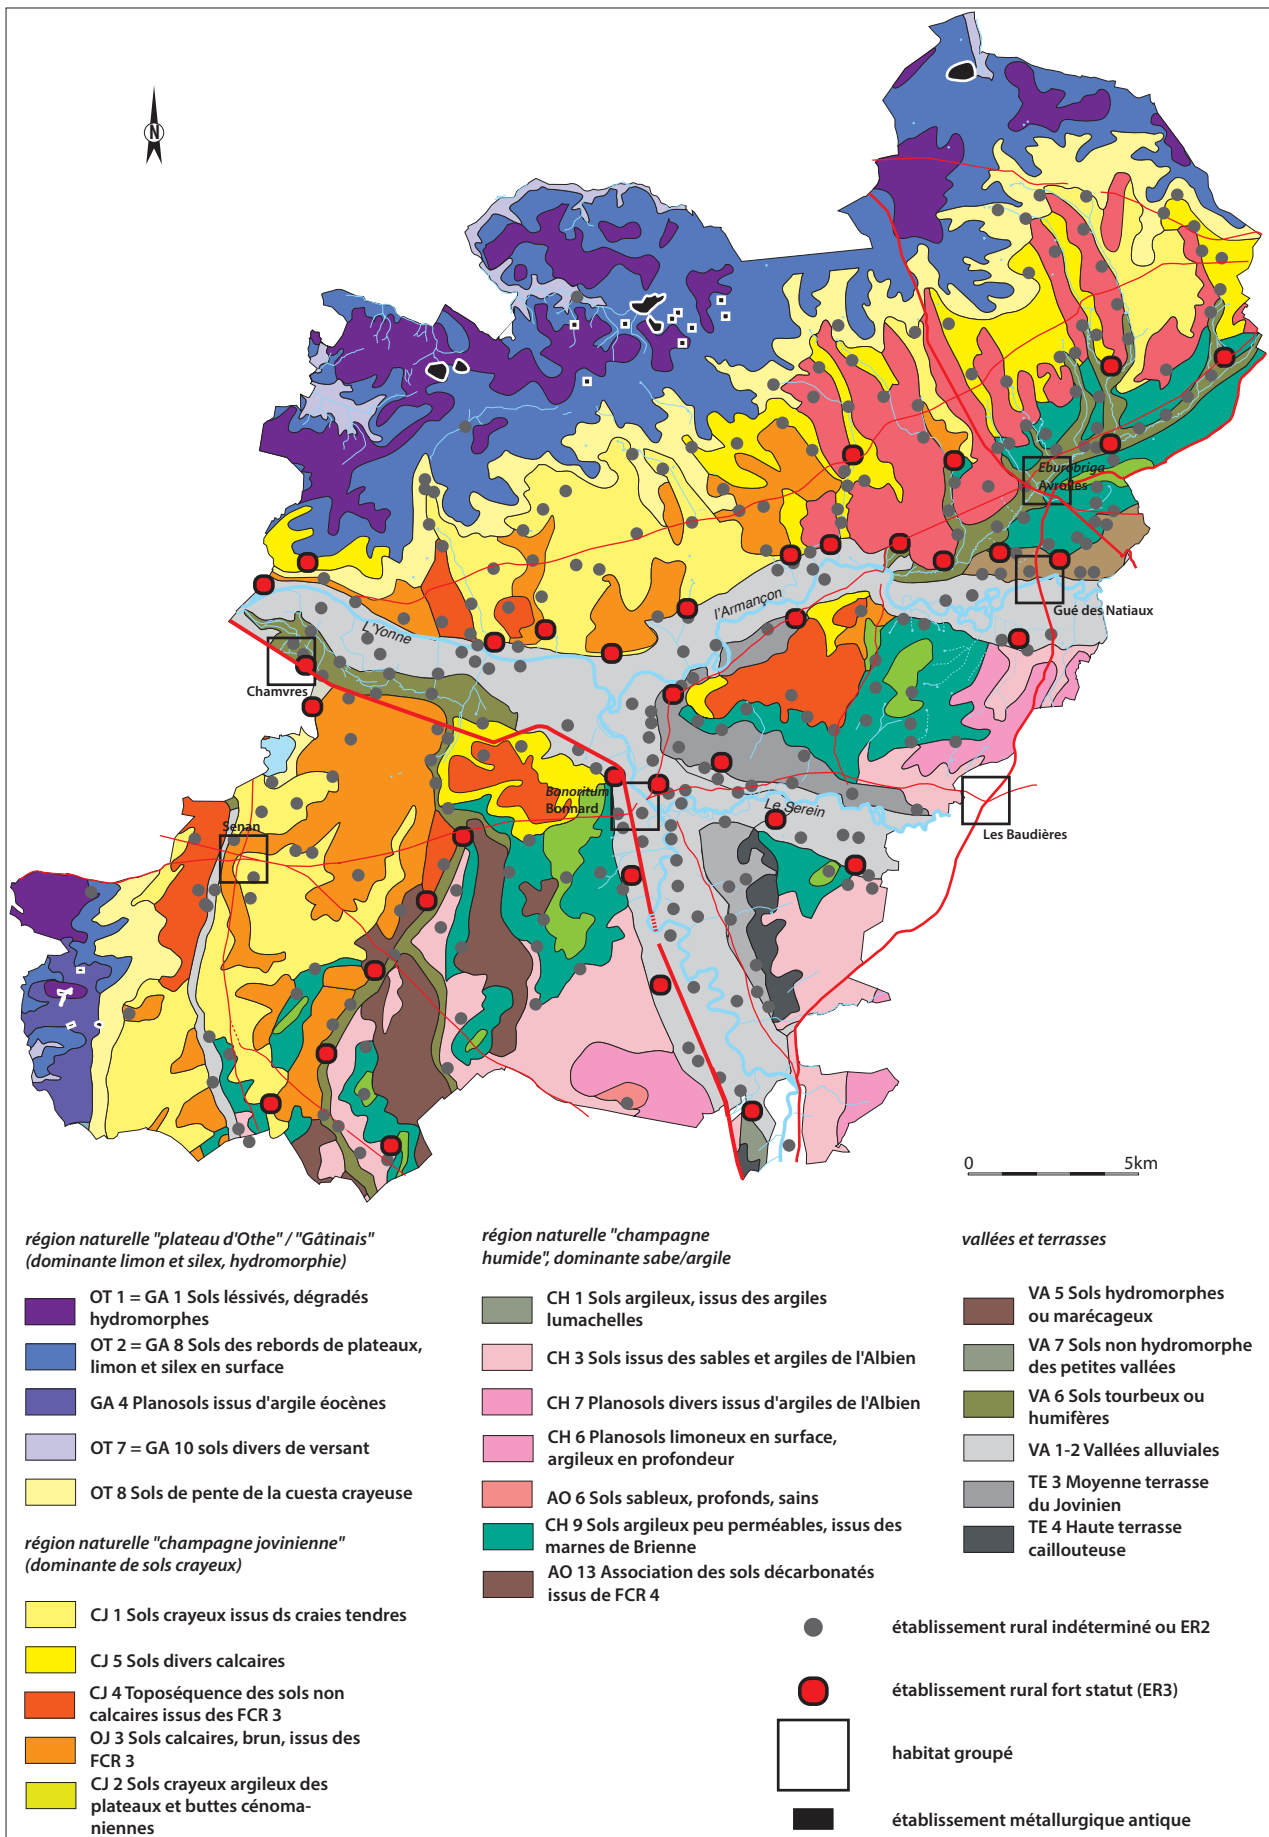 N
Eburobriga
Avrolles
l'Armançon
L'Yonne
Gué des Natiaux
Chamvres
Banoritum
Bonnard
Le Serein
Senan
Les Baudières
0 5km
région naturelle "plateau d'Othe" / "Gâtinais"
(dominante limon et silex, hydromorphie)
OT 1 = GA 1 Sols léssivés, dégradés
hydromorphes
OT 2 = GA 8 Sols des rebords de plateaux,
limon et silex en surface
GA 4 Planosols issus d'argile éocènes
OT 7 = GA 10 sols divers de versant
OT 8 Sols de pente de la cuesta crayeuse
région naturelle "champagne jovinienne"
(dominante de sols crayeux)
CJ 1 Sols crayeux issus ds craies tendres
CJ 5 Sols divers calcaires
CJ 4 Toposéquence des sols non
calcaires issus des FCR 3
OJ 3 Sols calcaires, brun, issus des
FCR 3
CJ 2 Sols crayeux argileux des
plateaux et buttes cénoma-
niennes
région naturelle "champagne
humide", dominante sabe/argile
CH 1 Sols argileux, issus des argiles
lumachelles
CH 3 Sols issus des sables et argiles de l'Albien
CH 7 Planosols divers issus d'argiles de l'Albien
CH 6 Planosols limoneux en surface,
argileux en profondeur
AO 6 Sols sableux, profonds, sains
CH 9 Sols argileux peu perméables, issus des
marnes de Brienne
AO 13 Association des sols décarbonatés
issus de FCR 4
vallées et terrasses
VA 5 Sols hydromorphes
ou marécageux
VA 7 Sols non hydromorphe
des petites vallées
VA 6 Sols tourbeux ou
humifères
VA 1-2 Vallées alluviales
TE 3 Moyenne terrasse
du Jovinien
TE 4 Haute terrasse
caillouteuse
établissement rural indéterminé ou ER2
établissement rural fort statut (ER3)
habitat groupé
établissement métallurgique antique